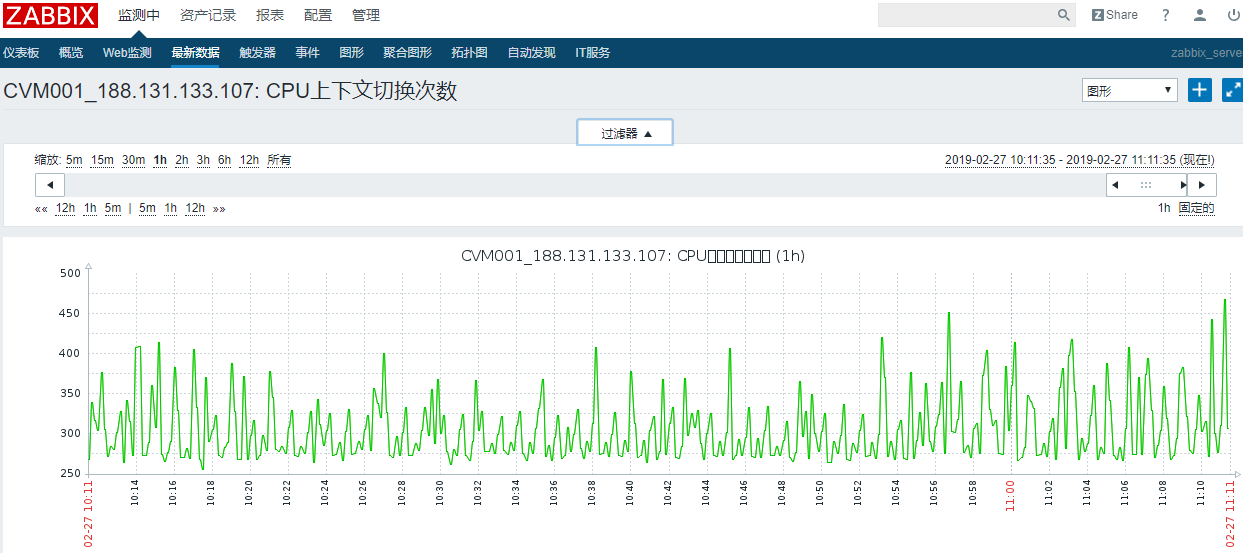 ZABBIX 监测中 资产记录 报表 配置 管理 Z Share ?
仪表板 概览 Web监测 最新数据 触发器 事件 图形 聚合图形 拓扑图 自动发现 IT服务 zabbix_serve
CVM001_188.131.133.107: CPU上下文切换次数 图形
过滤器
缩放: 5m 15m 30m 1h 2h 3h 6h 12h 所有 2019-02-27 10:11:35 - 2019-02-27 11:11:35 (现在!)
«« 12h 1h 5m | 5m 1h 12h »» 1h 固定的
CVM001_188.131.133.107: CPU□□□□□□□ (1h)
500
450
400
350
300
250
02-27 10:11 10:14 10:16 10:18 10:20 10:22 10:24 10:26 10:28 10:30 10:32 10:34 10:36 10:38 10:40 10:42 10:44 10:46 10:48 10:50 10:52 10:54 10:56 10:58 11:00 11:02 11:04 11:06 11:08 11:10 02-27 11:11